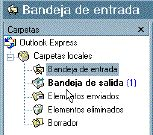 Bandeja de entrada
Carpetas
Outlook Express
Carpetas locales
Bandeja de entrada
Bandeja de salida (1)
Elementos enviados
Elementos eliminados
Borrador